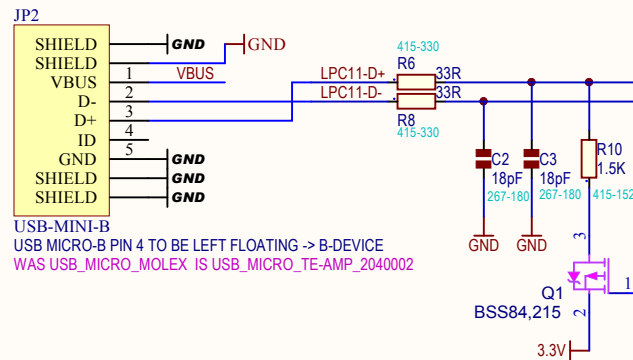 JP2
SHIELD GND
SHIELD GND
VBUS 1 VBUS
D- 2
D+ 3
ID 4
GND 5 GND
SHIELD GND
SHIELD GND
USB-MINI-B
USB MICRO-B PIN 4 TO BE LEFT FLOATING -> B-DEVICE
WAS USB_MICRO_MOLEX IS USB_MICRO_TE-AMP_2040002
415-330
R6
LPC11-D+ 33R
LPC11-D- 33R
R8
415-330
C2
18pF
267-180
GND
C3
18pF
267-180
GND
R10
1.5K
415-152
3
Q1
BSS84,215
1
2
3.3V